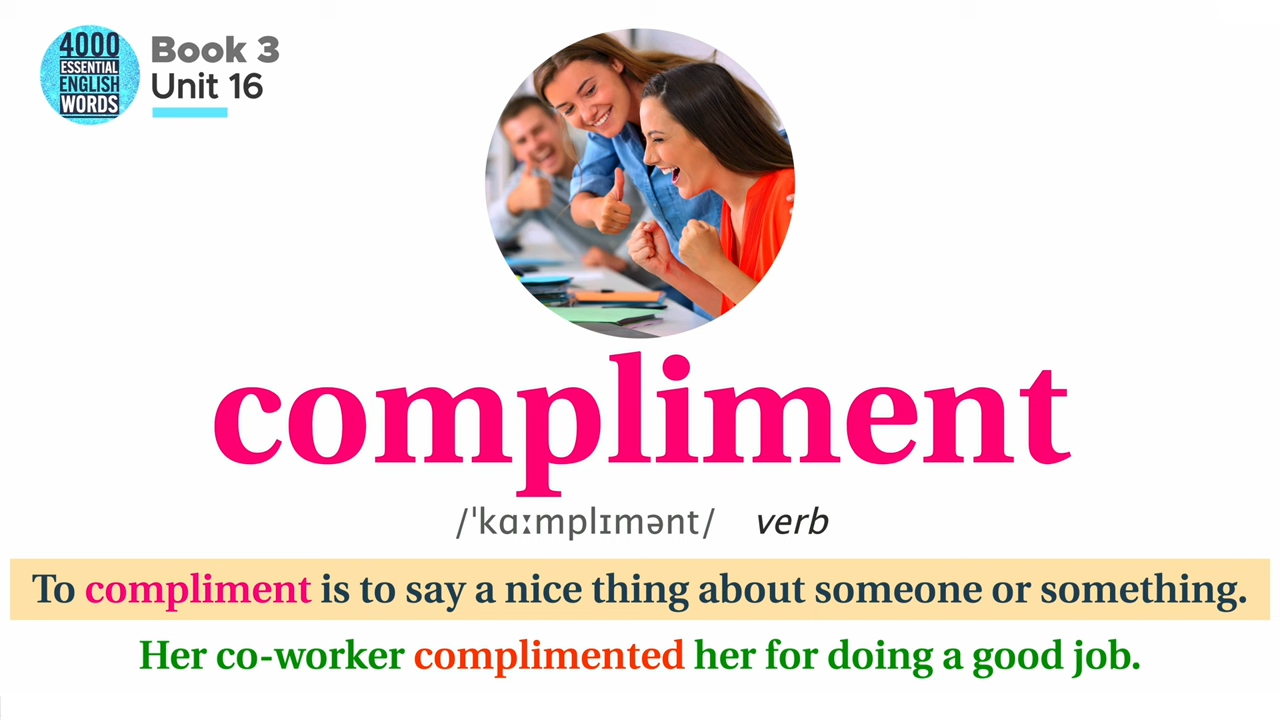 4000
ESSENTIAL
ENGLISH
WORDS
Book 3
Unit 16
compliment
/ˈkɑːmplɪmənt/ verb
To compliment is to say a nice thing about someone or something.
Her co-worker complimented her for doing a good job.